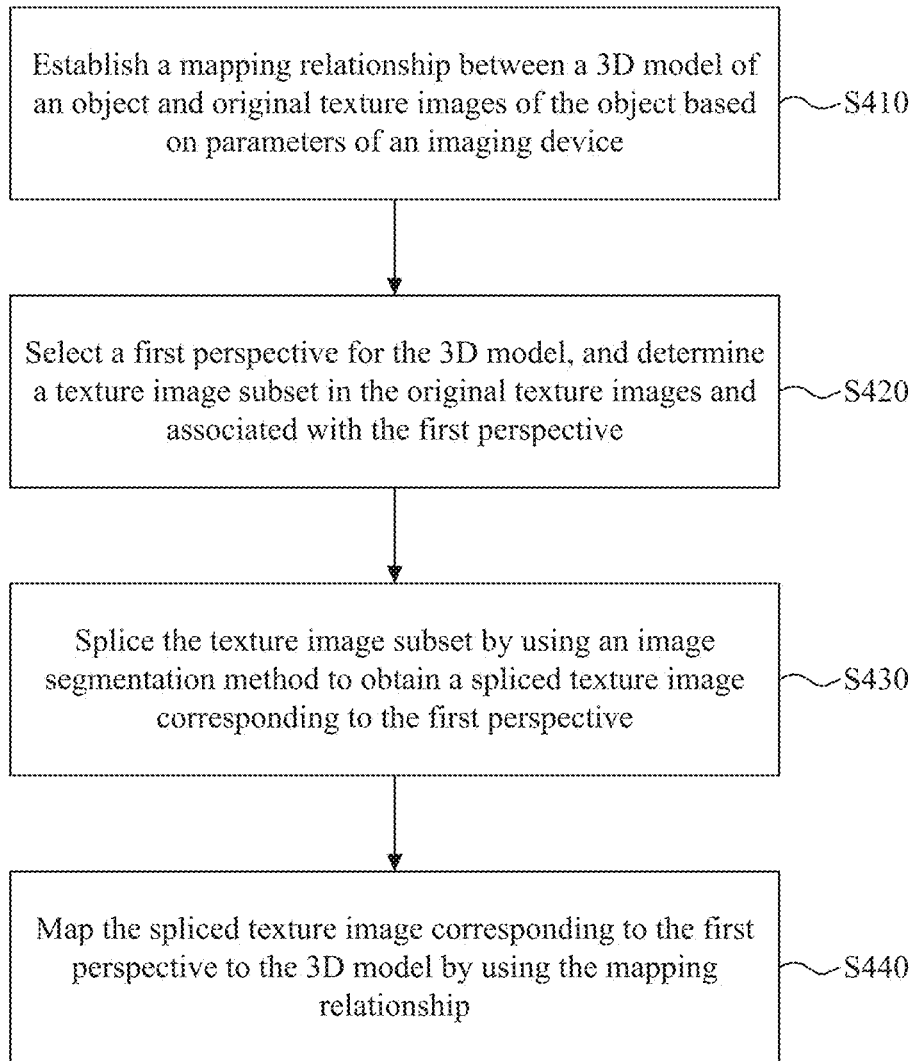 Establish a mapping relationship between a 3D model of
an object and original texture images of the object based
on parameters of an imaging device
S410
Select a first perspective for the 3D model, and determine
a texture image subset in the original texture images and
associated with the first perspective
S420
Splice the texture image subset by using an image
segmentation method to obtain a spliced texture image
corresponding to the first perspective
S430
Map the spliced texture image corresponding to the first
perspective to the 3D model by using the mapping
relationship
S440